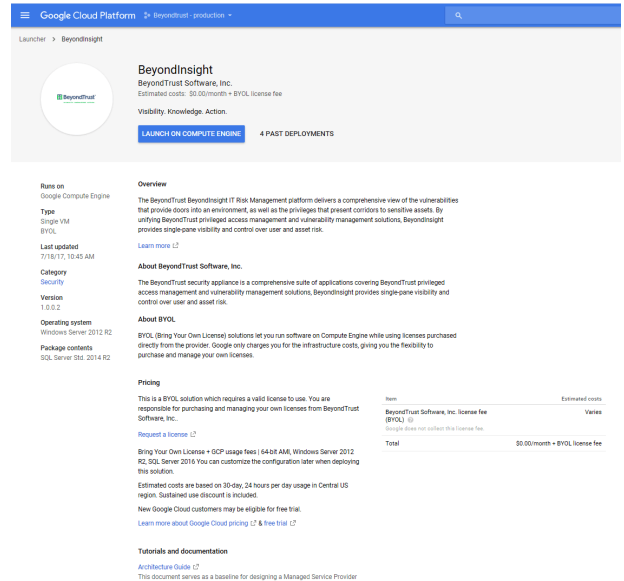 Google Cloud Platform
Beyondtrust - production
Launcher > BeyondInsight
BeyondTrust
BeyondInsight
BeyondTrust Software, Inc.
Estimated costs: $0.00/month + BYOL license fee
Visibility. Knowledge. Action.
LAUNCH ON COMPUTE ENGINE
4 PAST DEPLOYMENTS
Runs on
Google Compute Engine
Type
Single VM
BYOL
Last updated
7/18/17, 10:45 AM
Category
Security
Version
1.0.0.2
Operating system
Windows Server 2012 R2
Package contents
SQL Server Std. 2014 R2
Overview
The BeyondTrust BeyondInsight IT Risk Management platform delivers a comprehensive view of the vulnerabilities
that provide doors into an environment, as well as the privileges that present corridors to sensitive assets. By
unifying BeyondTrust privileged access management and vulnerability management solutions, BeyondInsight
provides single-pane visibility and control over user and asset risk.
Learn more
About BeyondTrust Software, Inc.
The BeyondTrust security appliance is a comprehensive suite of applications covering BeyondTrust privileged
access management and vulnerability management solutions, BeyondInsight provides single-pane visibility and
control over user and asset risk.
About BYOL
BYOL (Bring Your Own License) solutions let you run software on Compute Engine while using licenses purchased
directly from the provider. Google only charges you for the infrastructure costs, giving you the flexibility to
purchase and manage your own licenses.
Pricing
This is a BYOL solution which requires a valid license to use. You are
responsible for purchasing and managing your own licenses from BeyondTrust
Software, Inc..
Request a license
Bring Your Own License + GCP usage fees | 64-bit AMI, Windows Server 2012
R2, SQL Server 2016 You can customize the configuration later when deploying
this solution.
Estimated costs are based on 30-day, 24 hours per day usage in Central US
region. Sustained use discount is included.
New Google Cloud customers may be eligible for free trial.
Learn more about Google Cloud pricing & free trial
Item Estimated costs
BeyondTrust Software, Inc. license fee Varies
(BYOL)
Google does not collect this license fee.
Total $0.00/month + BYOL license fee
Tutorials and documentation
Architecture Guide
This document serves as a baseline for designing a Managed Service Provider